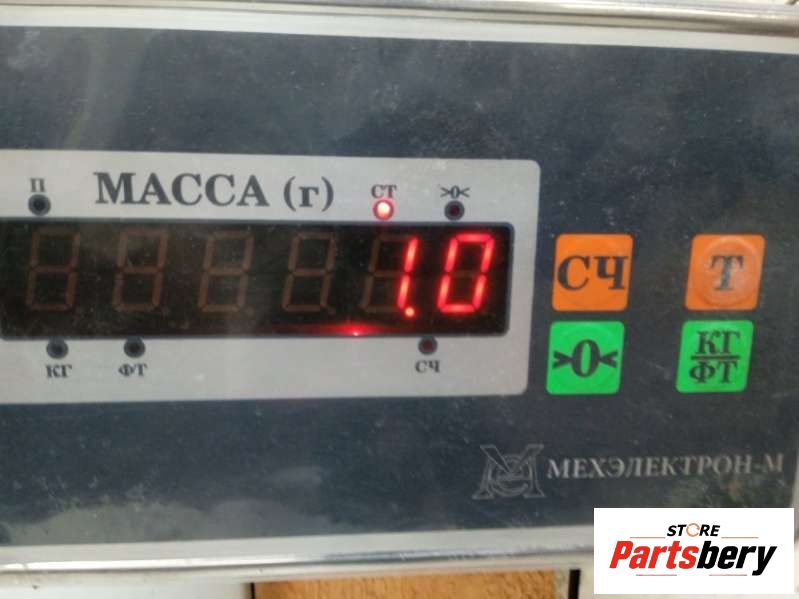 П МАССА (г) СТ >0<
1.0
КГ ФТ СЧ
СЧ Т
>0< КГ/ФТ
МЕХЭЛЕКТРОН-М
STORE
Partsbery